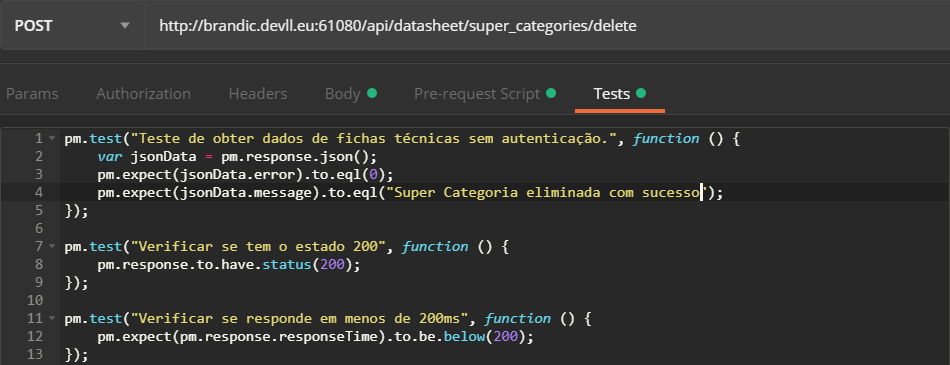 POST http://brandic.devll.eu:61080/api/datasheet/super_categories/delete
Params Authorization Headers Body Pre-request Script Tests
1 pm.test("Teste de obter dados de fichas técnicas sem autenticação.", function () {
2 var jsonData = pm.response.json();
3 pm.expect(jsonData.error).to.eql(0);
4 pm.expect(jsonData.message).to.eql("Super Categoria eliminada com sucesso");
5 });
6
7 pm.test("Verificar se tem o estado 200", function () {
8 pm.response.to.have.status(200);
9 });
10
11 pm.test("Verificar se responde em menos de 200ms", function () {
12 pm.expect(pm.response.responseTime).to.be.below(200);
13 });